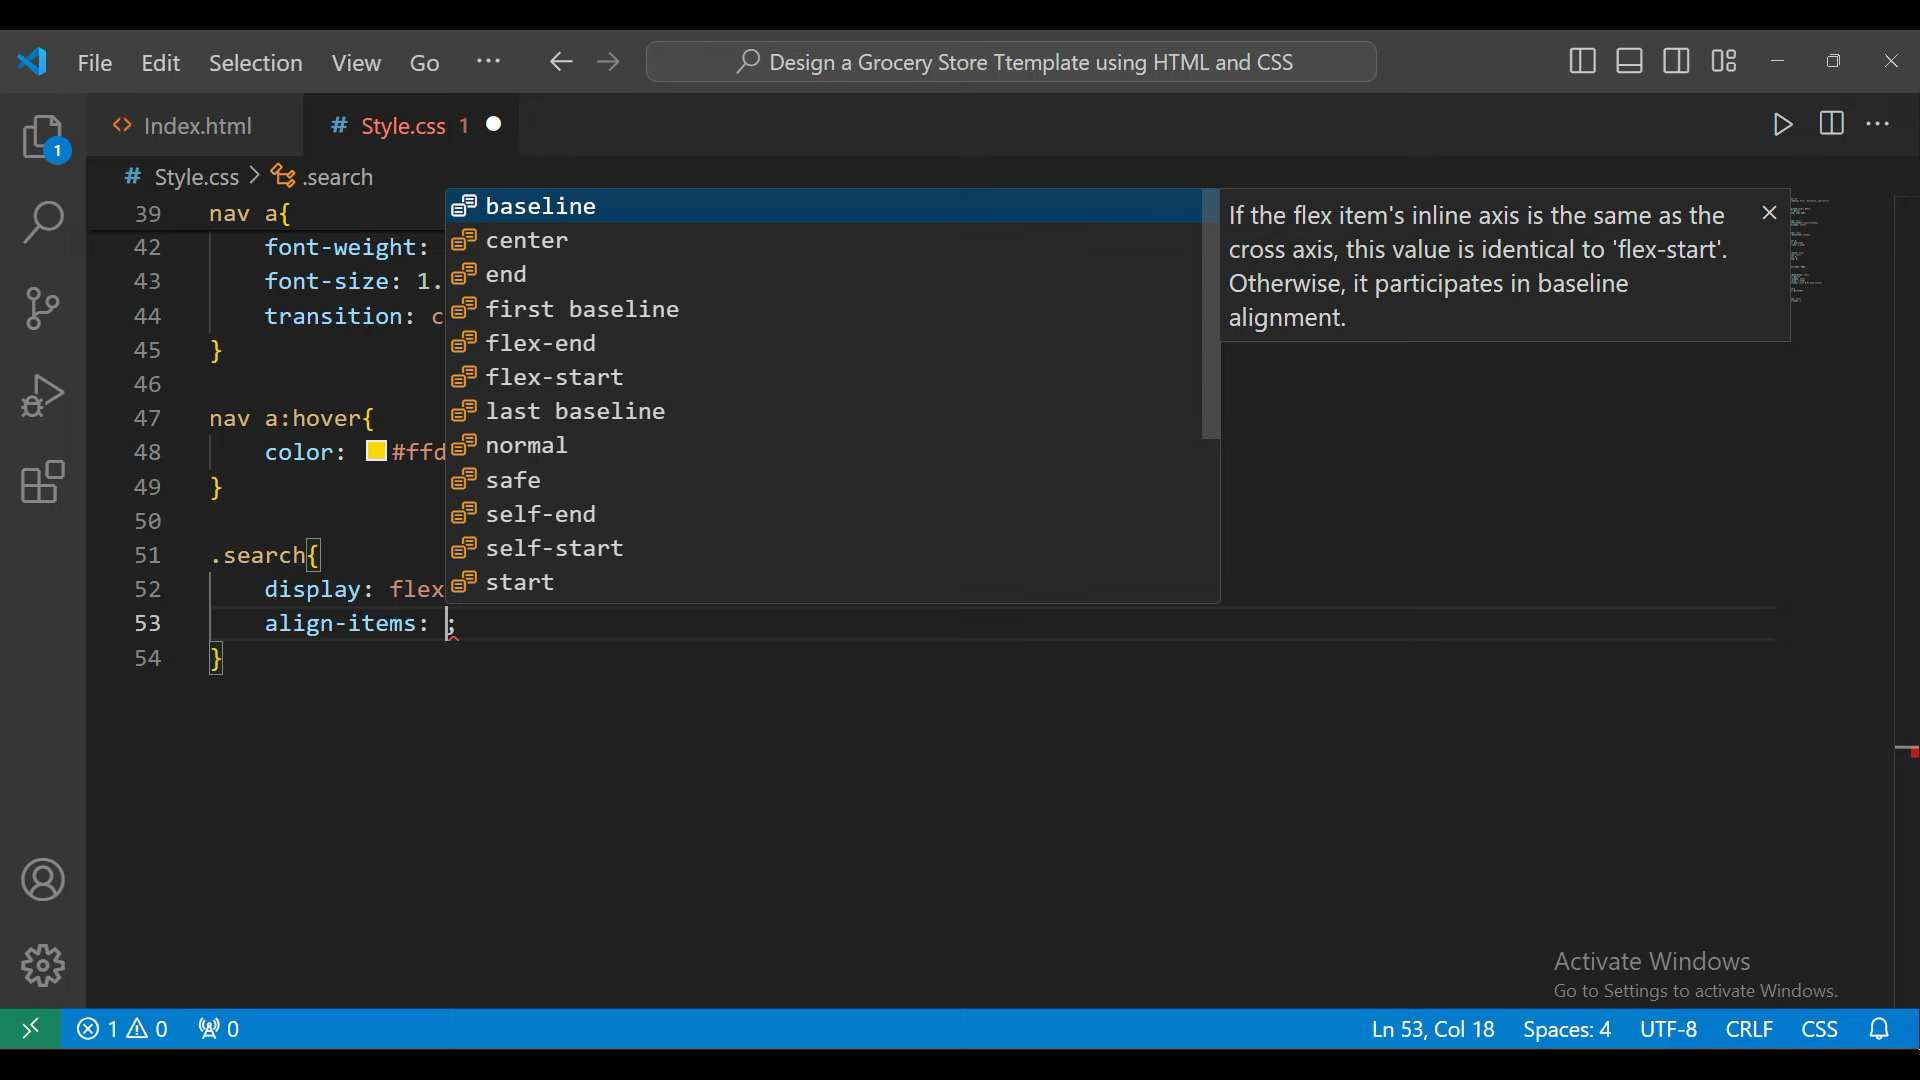 File Edit Selection View Go ··· Design a Grocery Store Ttemplate using HTML and CSS
Index.html # Style.css 1
# Style.css > .search
39 nav a{
42 font-weight:
43 font-size: 1.
44 transition: c
45 }
46
47 nav a:hover{
48 color: #ffd
49 }
50
51 .search{
52 display: flex
53 align-items: ;
54 }
baseline
center
end
first baseline
flex-end
flex-start
last baseline
normal
safe
self-end
self-start
start
If the flex item's inline axis is the same as the
cross axis, this value is identical to 'flex-start'.
Otherwise, it participates in baseline
alignment.
1
Activate Windows
Go to Settings to activate Windows.
1 0 0 Ln 53, Col 18 Spaces: 4 UTF-8 CRLF CSS